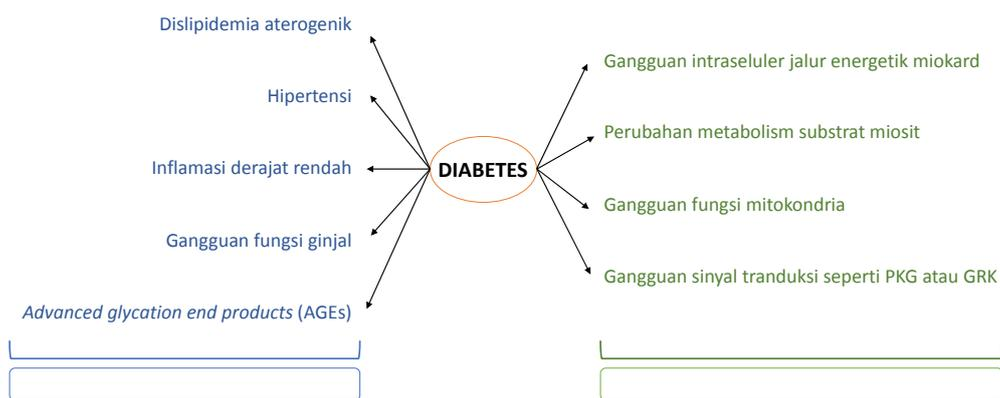 Dislipidemia aterogenik
Hipertensi
Inflamasi derajat rendah
Gangguan fungsi ginjal
Advanced glycation end products (AGEs)
DIABETES
Gangguan intraseluler jalur energetik miokard
Perubahan metabolism substrat miosit
Gangguan fungsi mitokondria
Gangguan sinyal tranduksi seperti PKG atau GRK